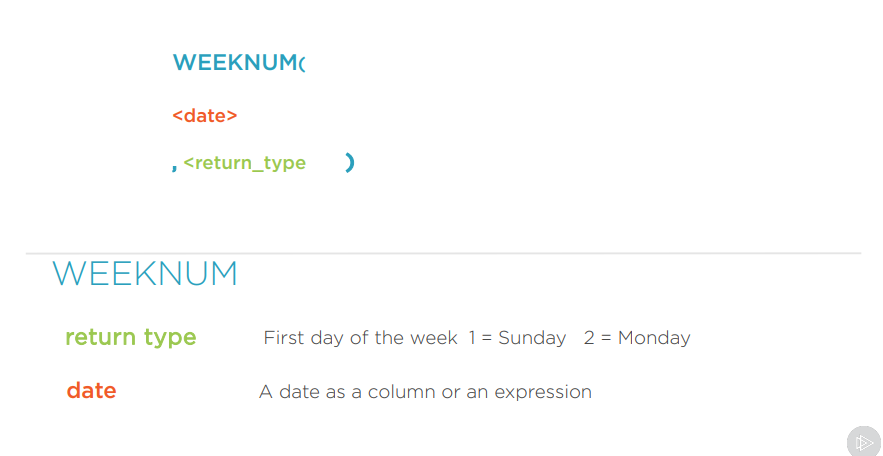 WEEKNUM(
<date>
, <return_type )
WEEKNUM
return type First day of the week 1 = Sunday 2 = Monday
date A date as a column or an expression